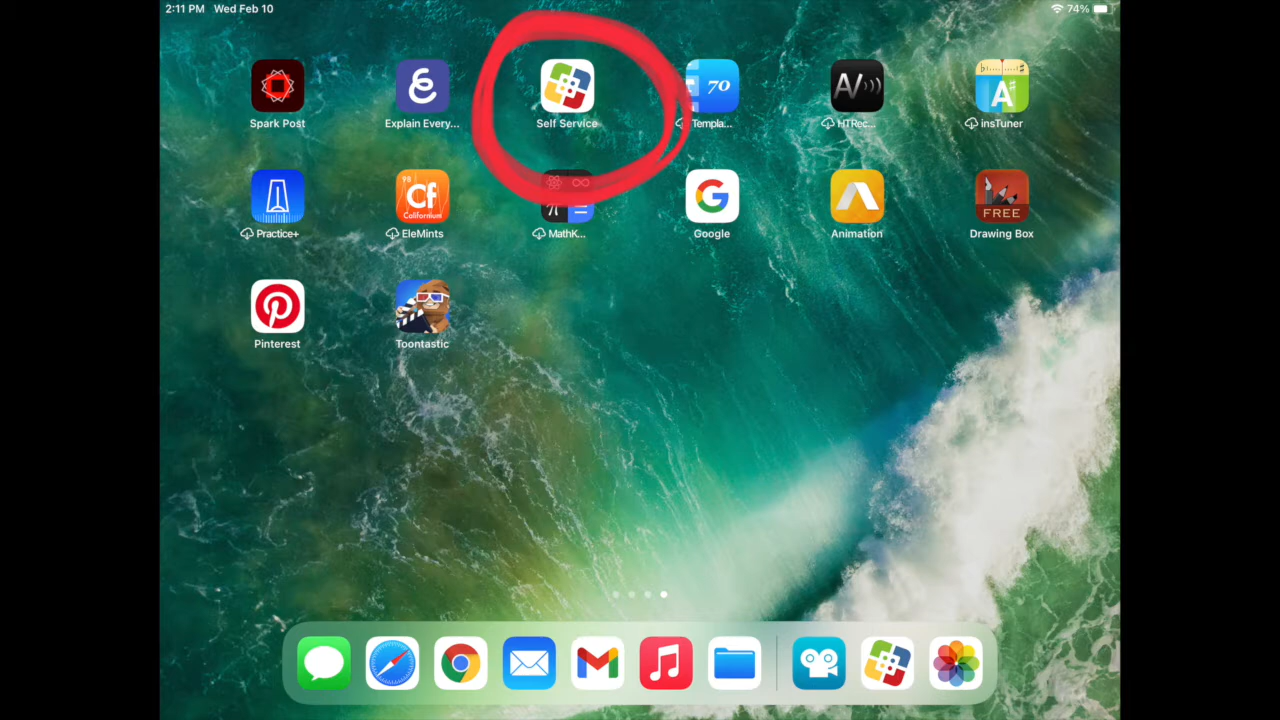 2:11 PM Wed Feb 10
74%
Spark Post
Explain Every...
Self Service
70
Templa...
HTRec...
A
insTuner
Practice+
98
Cf
Californium
EleMints
π
MathK...
G
Google
Animation
FREE
Drawing Box
Pinterest
Toontastic